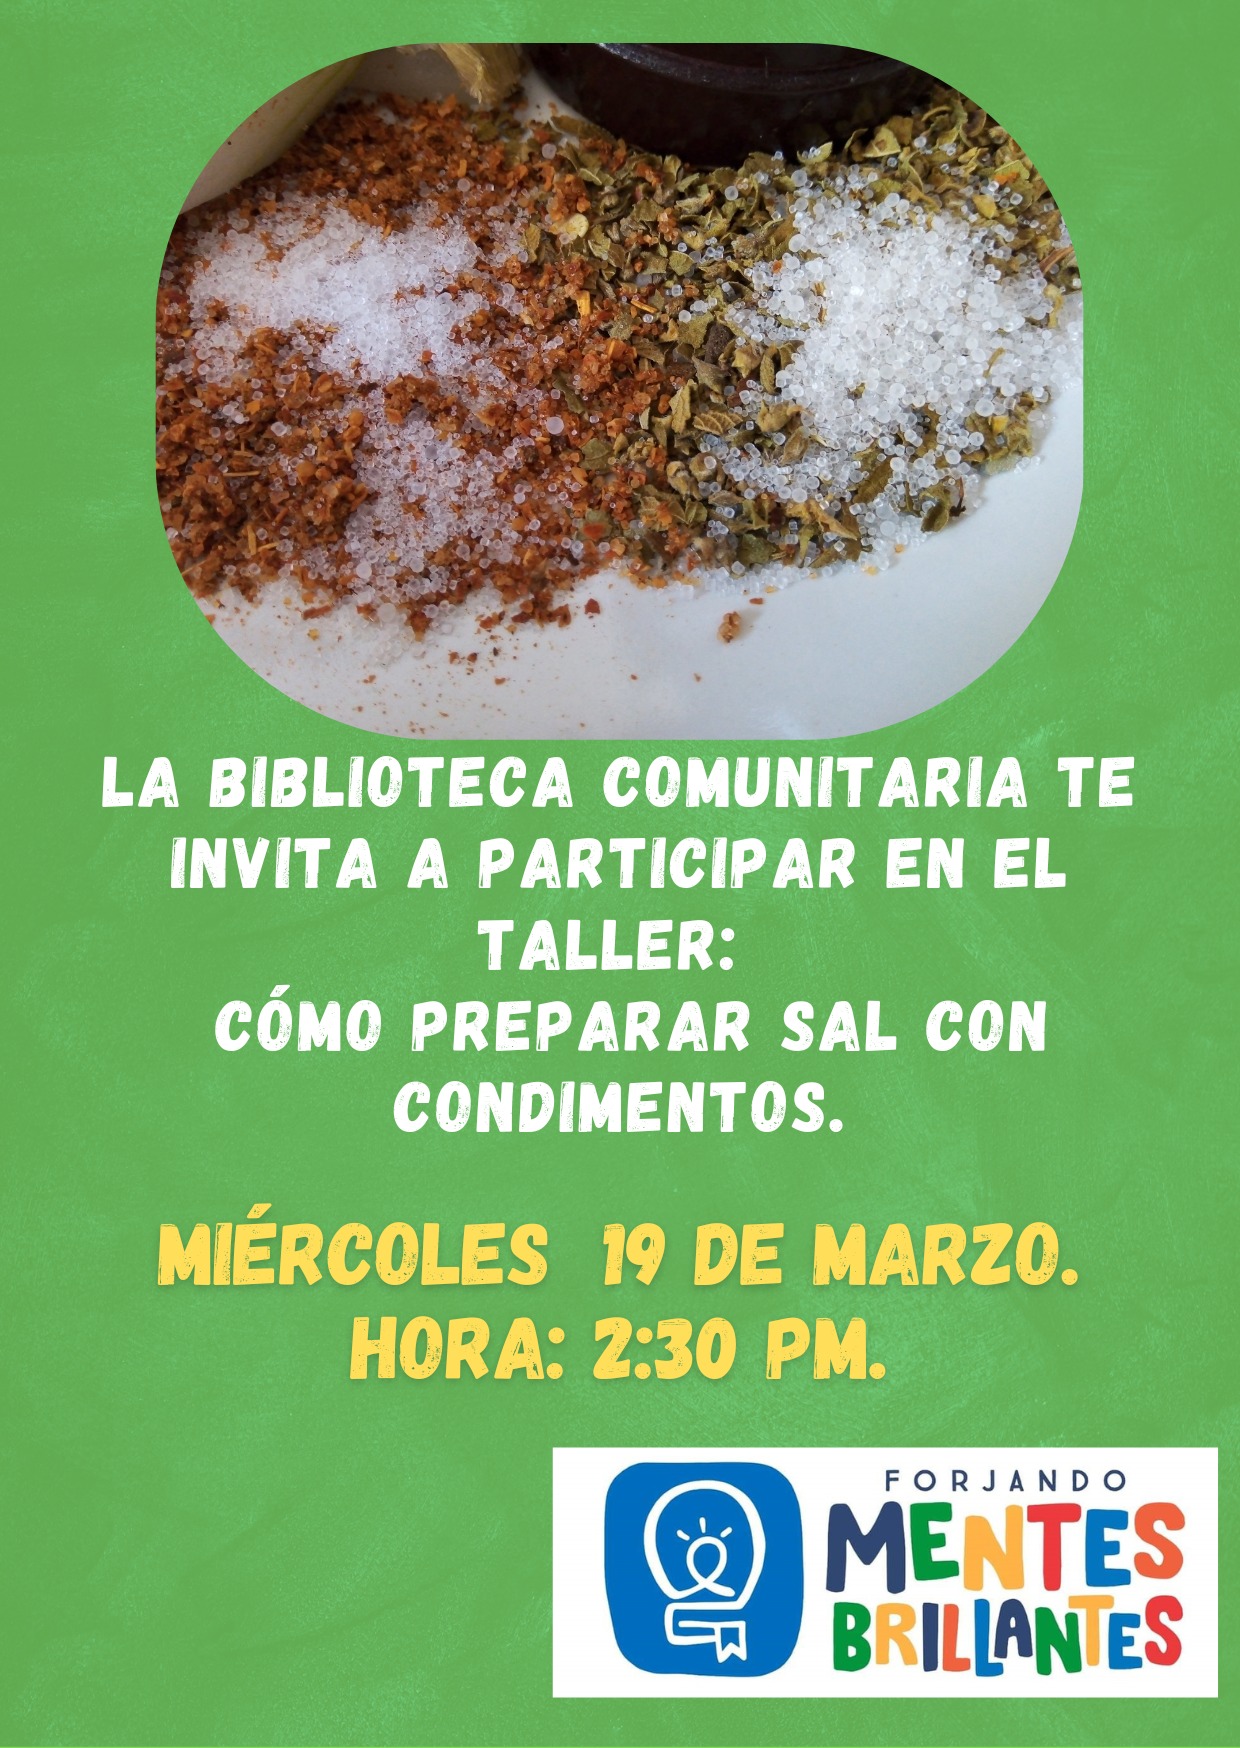 LA BIBLIOTECA COMUNITARIA TE
INVITA A PARTICIPAR EN EL
TALLER:
CÓMO PREPARAR SAL CON
CONDIMENTOS.
MIÉRCOLES 19 DE MARZO.
HORA: 2:30 PM.
FORJANDO
MENTES
BRILLANTES